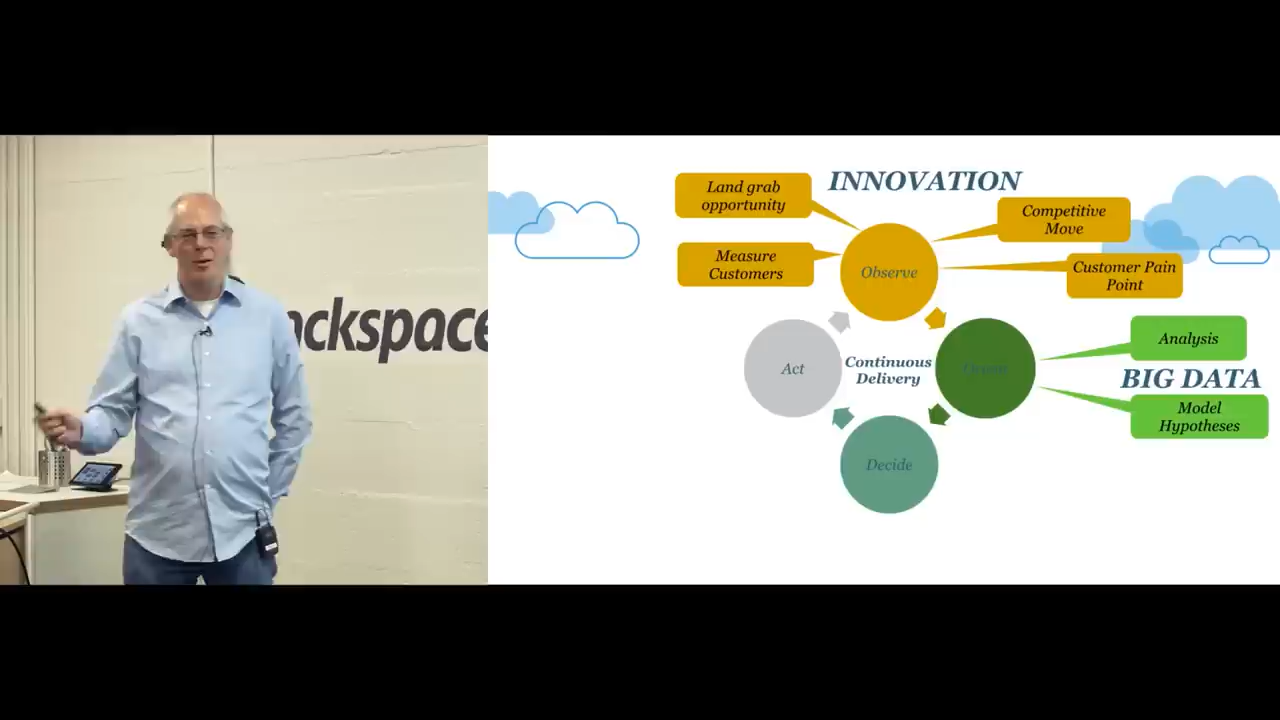 ackspace
INNOVATION
Land grab
opportunity
Competitive
Move
Measure
Customers
Observe
Customer Pain
Point
Analysis
Act
Continuous
Delivery
Orient
BIG DATA
Model
Hypotheses
Decide